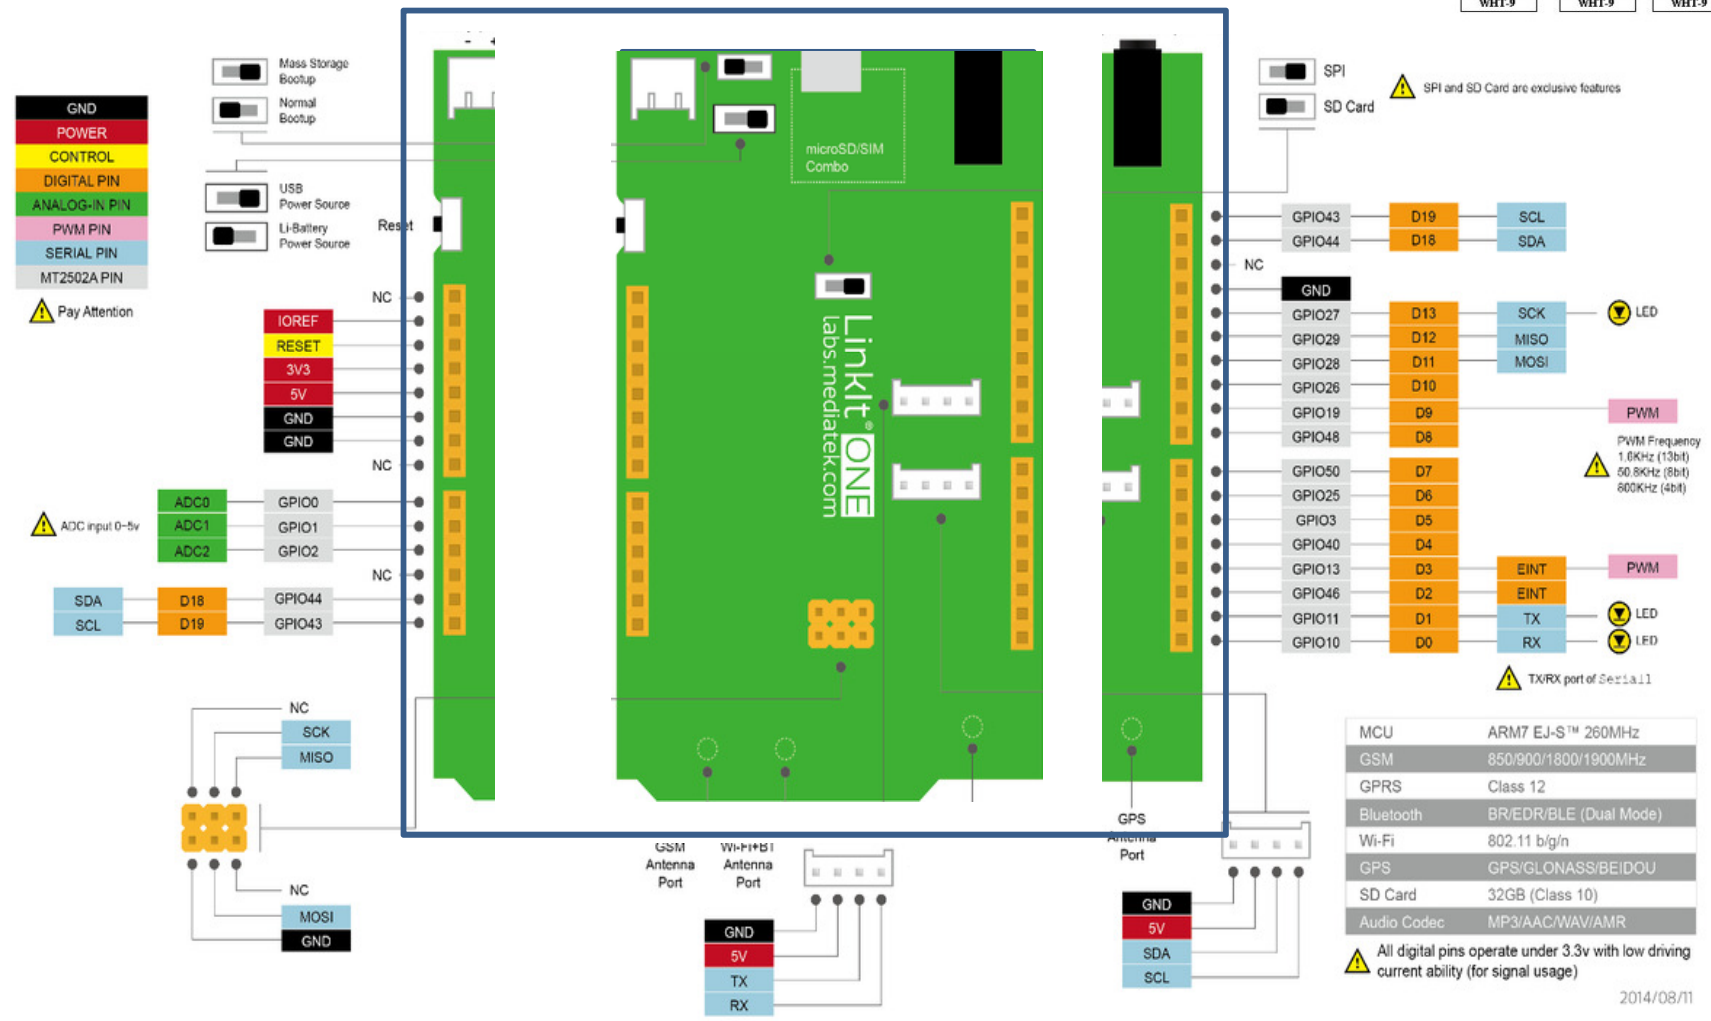 WHT-9
WHT-9
WHT-9
- +
Mass Storage
Bootup
Normal
Bootup
USB
Power Source
Li-Battery
Power Source
Reset
GND
POWER
CONTROL
DIGITAL PIN
ANALOG-IN PIN
PWM PIN
SERIAL PIN
MT2502A PIN
Pay Attention
NC
IOREF
RESET
3V3
5V
GND
GND
NC
ADC0 GPIO0
ADC1 GPIO1
ADC2 GPIO2
ADC input 0~5v
NC
SDA D18 GPIO44
SCL D19 GPIO43
NC
SCK
MISO
NC
MOSI
GND
microSD/SIM
Combo
LinkIt® ONE
labs.mediatek.com
GSM
Antenna
Port
Wi-Fi+BT
Antenna
Port
GND
5V
TX
RX
GPS
Antenna
Port
GND
5V
SDA
SCL
SPI
SD Card
SPI and SD Card are exclusive features
GPIO43 D19 SCL
GPIO44 D18 SDA
NC
GND
GPIO27 D13 SCK LED
GPIO29 D12 MISO
GPIO28 D11 MOSI
GPIO26 D10
GPIO19 D9 PWM
GPIO48 D8
PWM Frequency
1.6KHz (13bit)
50.8KHz (8bit)
800KHz (4bit)
GPIO50 D7
GPIO25 D6
GPIO3 D5
GPIO40 D4
GPIO13 D3 EINT PWM
GPIO46 D2 EINT
GPIO11 D1 TX LED
GPIO10 D0 RX LED
TX/RX port of Serial1
MCU ARM7 EJ-S™ 260MHz
GSM 850/900/1800/1900MHz
GPRS Class 12
Bluetooth BR/EDR/BLE (Dual Mode)
Wi-Fi 802.11 b/g/n
GPS GPS/GLONASS/BEIDOU
SD Card 32GB (Class 10)
Audio Codec MP3/AAC/WAV/AMR
All digital pins operate under 3.3v with low driving
current ability (for signal usage)
2014/08/11